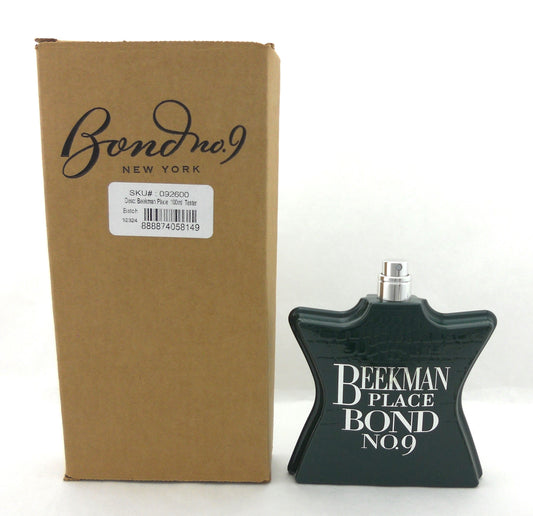 Bond no.9
NEW YORK
SKU# : 092600
Desc: Beekman Place 100ml Tester
Batch
12324
888874058149
BEEKMAN
PLACE
BOND
NO.9